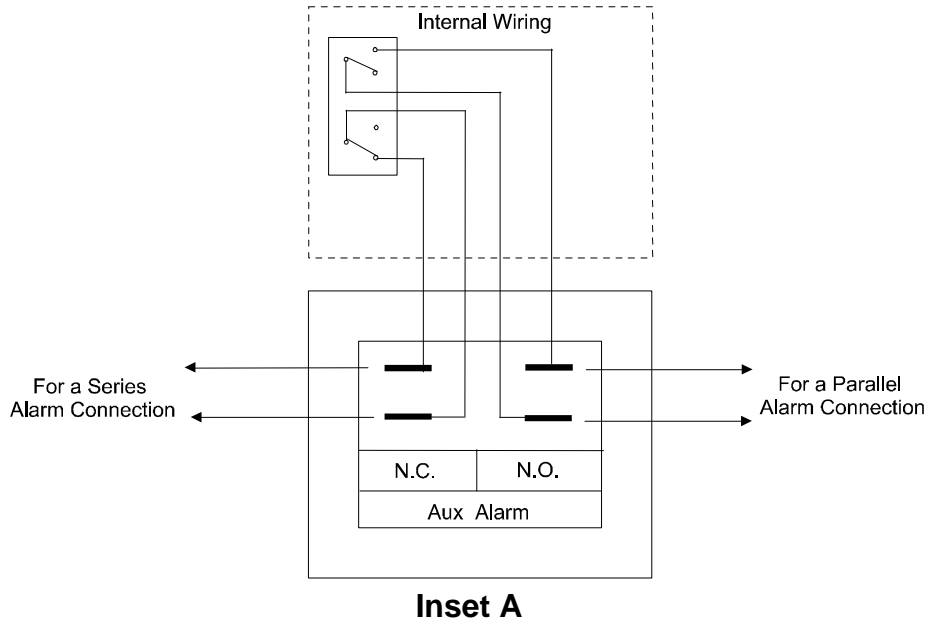 Internal Wiring
For a Series
Alarm Connection
For a Parallel
Alarm Connection
N.C.
N.O.
Aux Alarm
Inset A